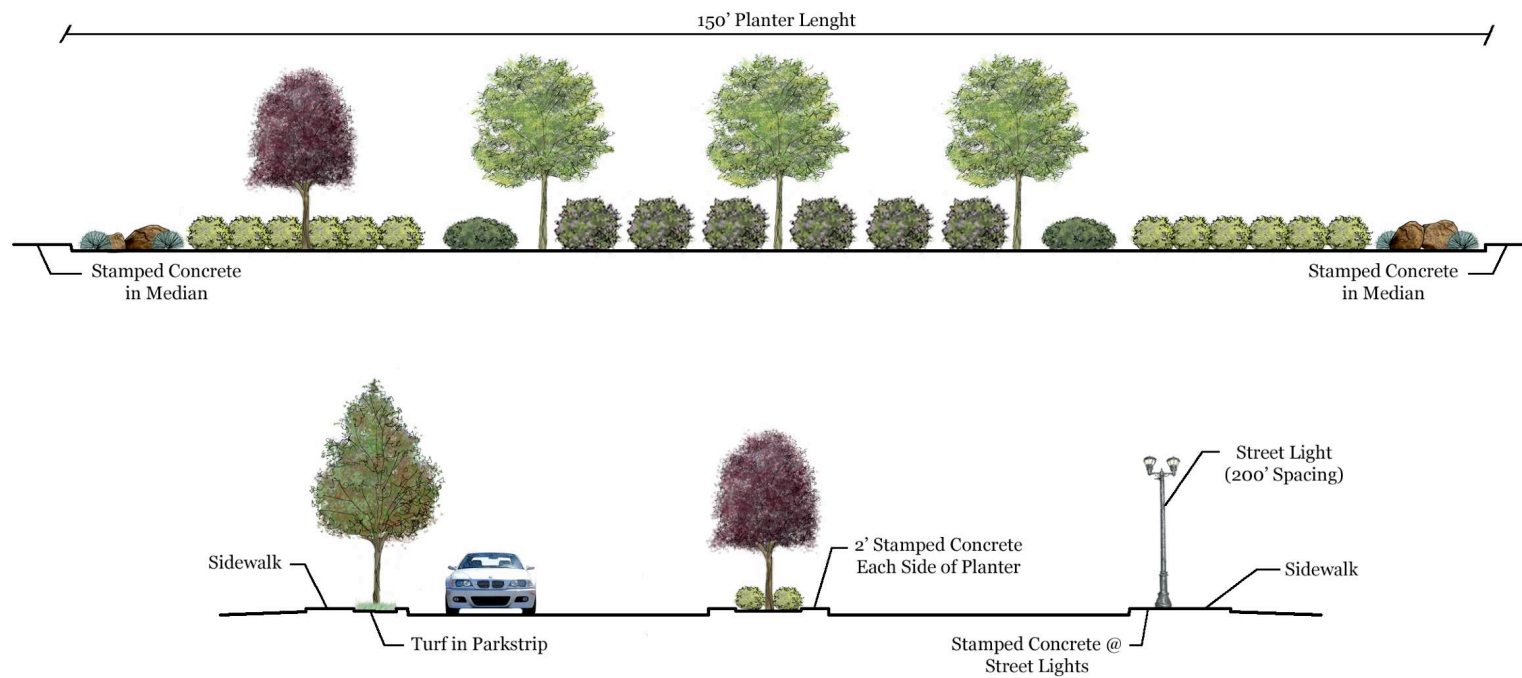 150’ Planter Lenght
Stamped Concrete
in Median
Stamped Concrete
in Median
Street Light
(200’ Spacing)
Sidewalk
2’ Stamped Concrete
Each Side of Planter
Sidewalk
Turf in Parkstrip
Stamped Concrete @
Street Lights